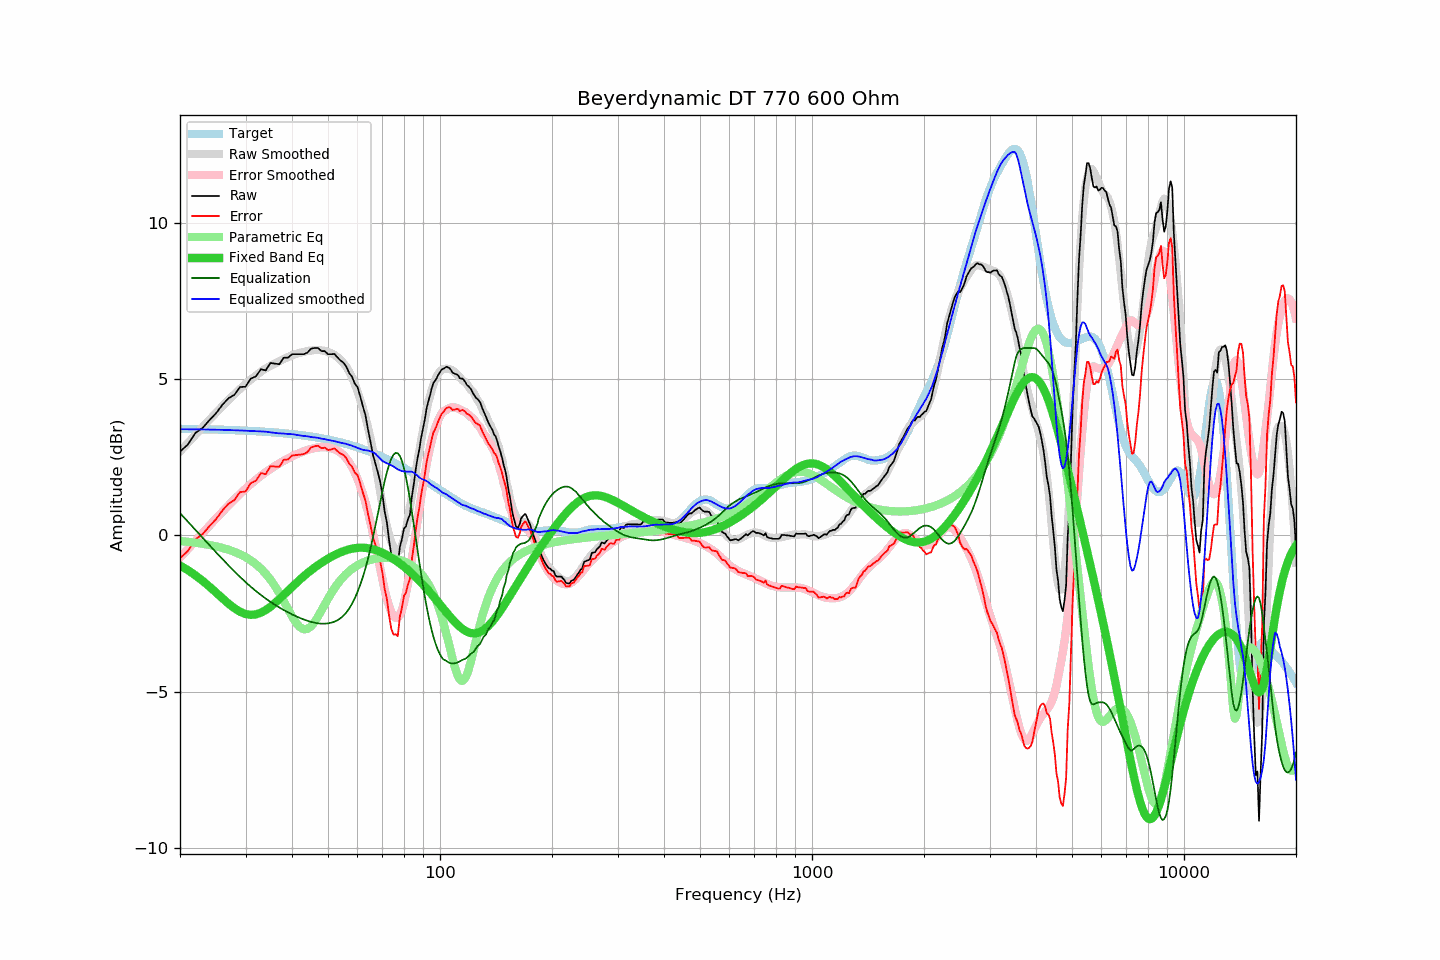 Beyerdynamic DT 770 600 Ohm
Target
Raw Smoothed
Error Smoothed
Raw
Error
Parametric Eq
Fixed Band Eq
Equalization
Equalized smoothed
Amplitude (dBr)
10
5
0
−5
−10
100
1000
10000
Frequency (Hz)